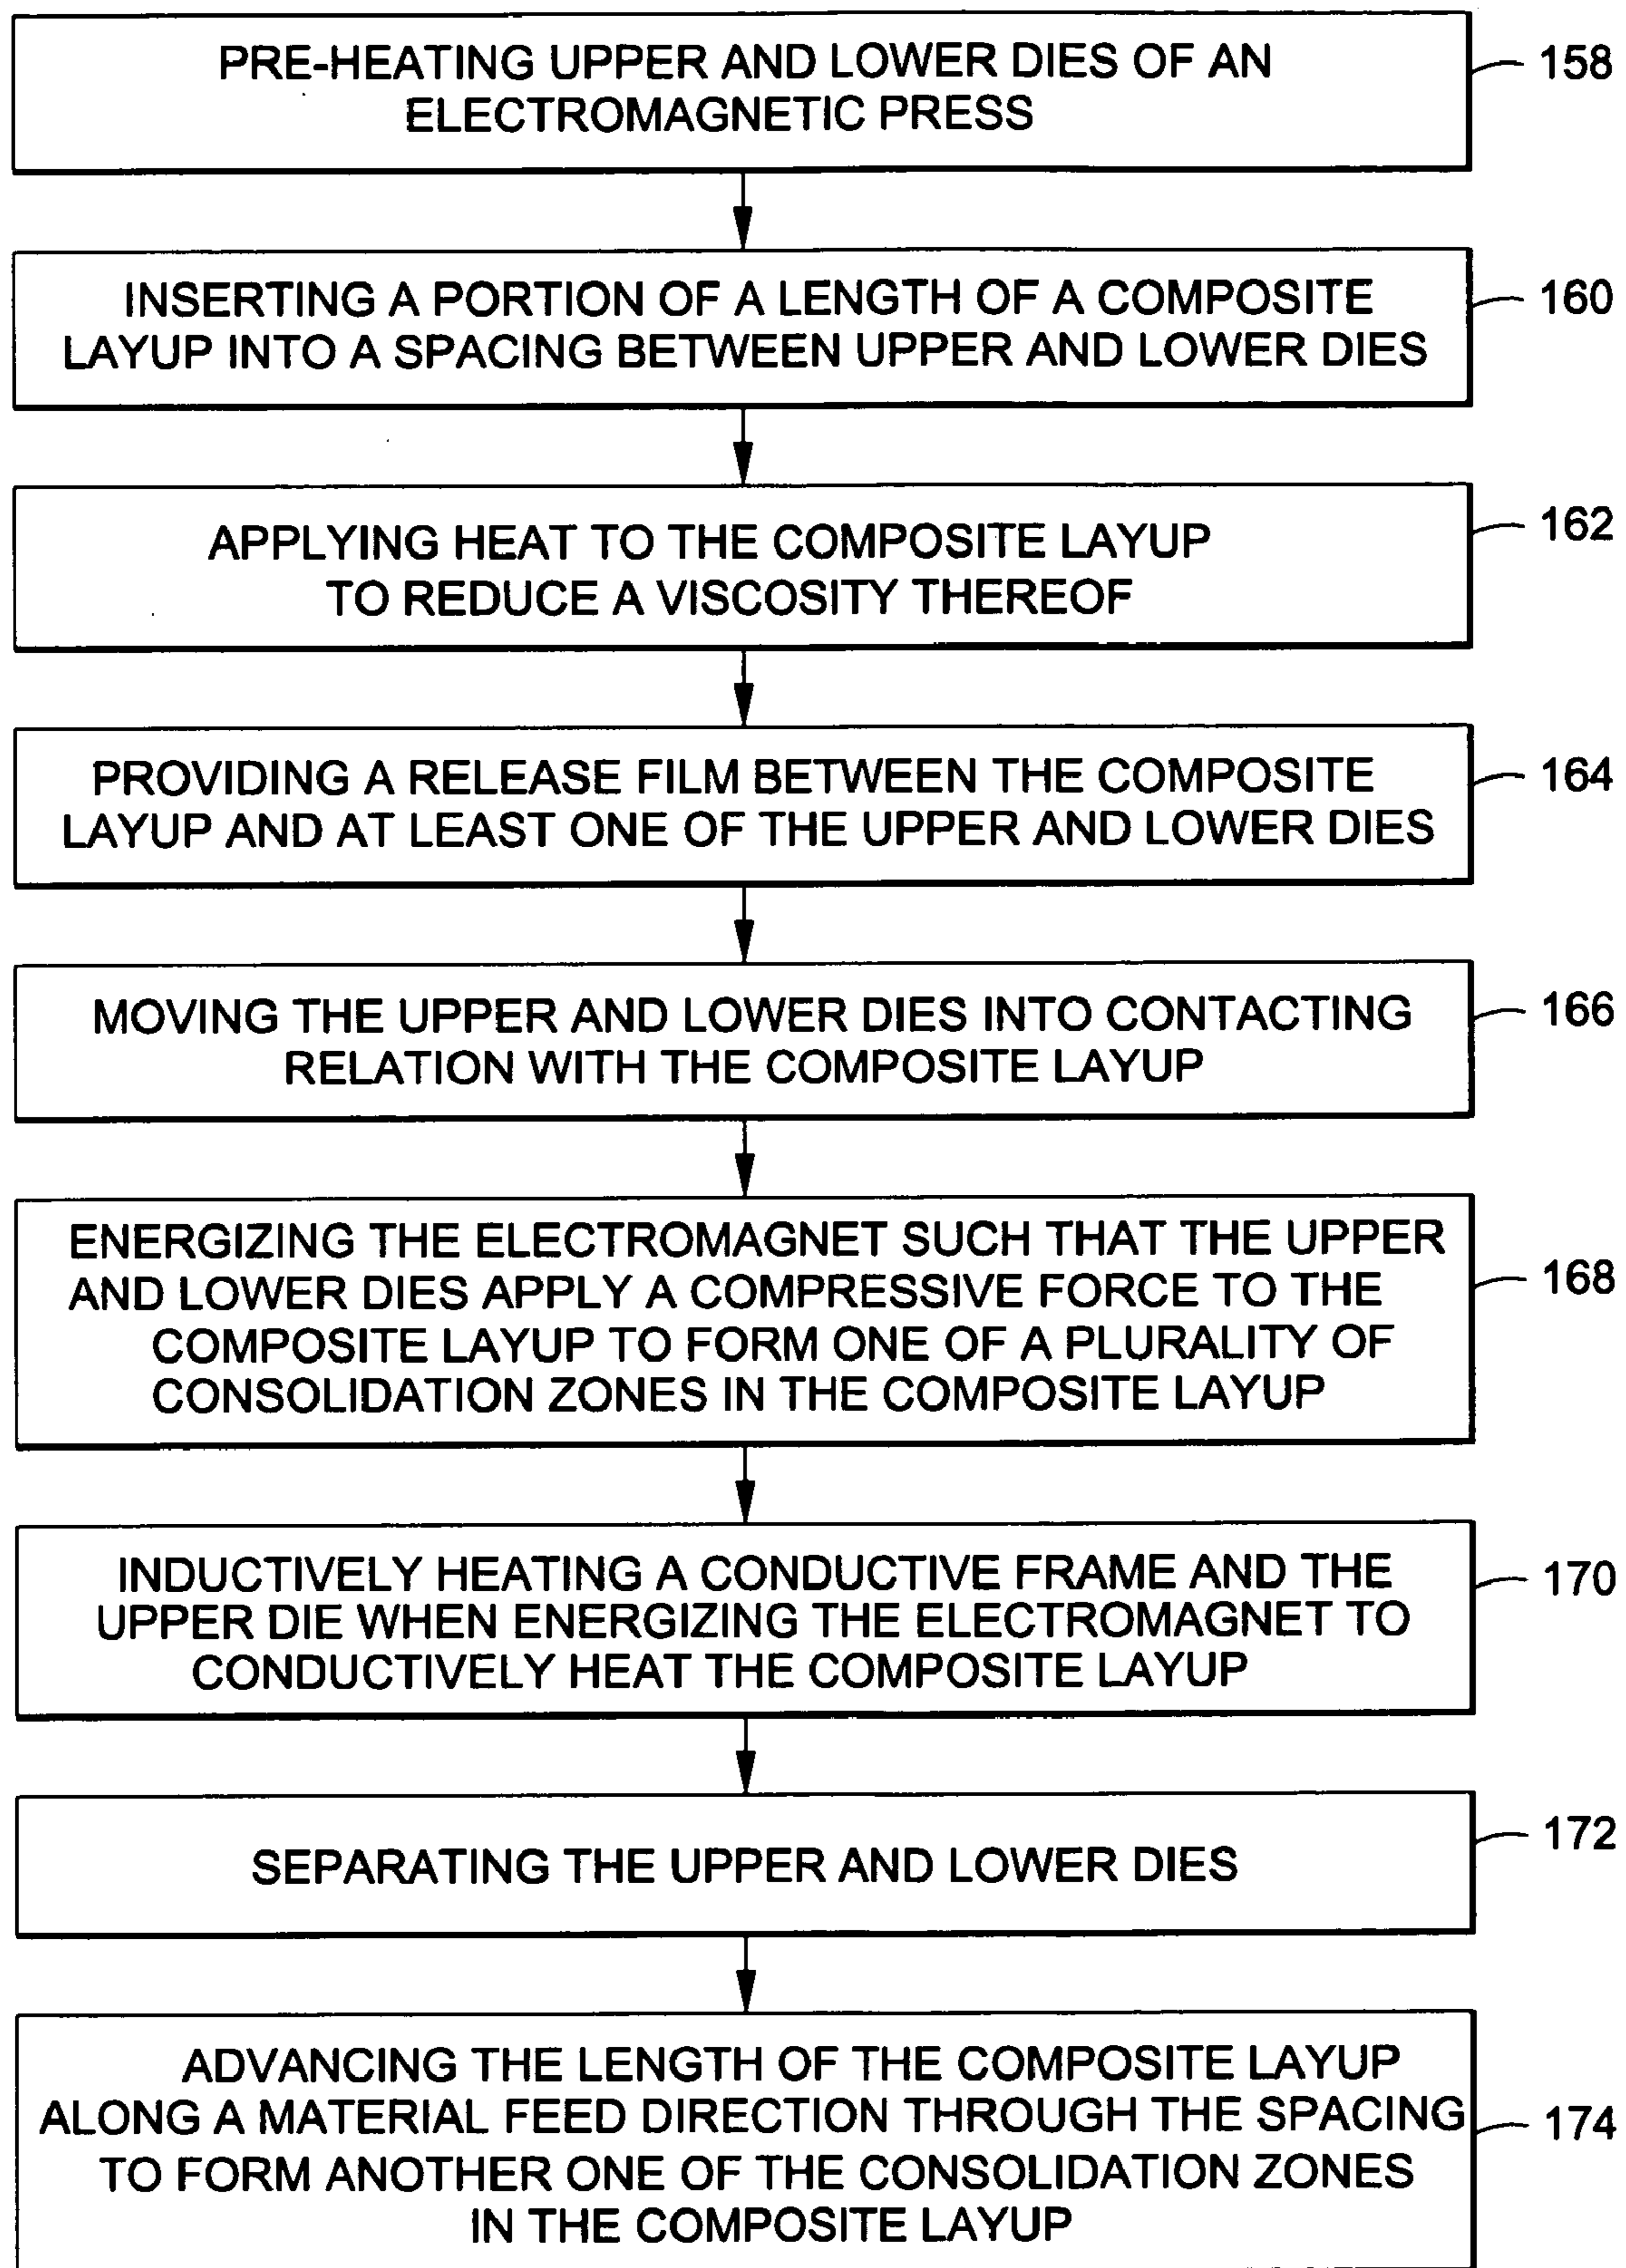 PRE-HEATING UPPER AND LOWER DIES OF AN
ELECTROMAGNETIC PRESS
158
INSERTING A PORTION OF A LENGTH OF A COMPOSITE
LAYUP INTO A SPACING BETWEEN UPPER AND LOWER DIES
160
APPLYING HEAT TO THE COMPOSITE LAYUP
TO REDUCE A VISCOSITY THEREOF
162
PROVIDING A RELEASE FILM BETWEEN THE COMPOSITE
LAYUP AND AT LEAST ONE OF THE UPPER AND LOWER DIES
164
MOVING THE UPPER AND LOWER DIES INTO CONTACTING
RELATION WITH THE COMPOSITE LAYUP
166
ENERGIZING THE ELECTROMAGNET SUCH THAT THE UPPER
AND LOWER DIES APPLY A COMPRESSIVE FORCE TO THE
COMPOSITE LAYUP TO FORM ONE OF A PLURALITY OF
CONSOLIDATION ZONES IN THE COMPOSITE LAYUP
168
INDUCTIVELY HEATING A CONDUCTIVE FRAME AND THE
UPPER DIE WHEN ENERGIZING THE ELECTROMAGNET TO
CONDUCTIVELY HEAT THE COMPOSITE LAYUP
170
SEPARATING THE UPPER AND LOWER DIES
172
ADVANCING THE LENGTH OF THE COMPOSITE LAYUP
ALONG A MATERIAL FEED DIRECTION THROUGH THE SPACING
TO FORM ANOTHER ONE OF THE CONSOLIDATION ZONES
IN THE COMPOSITE LAYUP
174